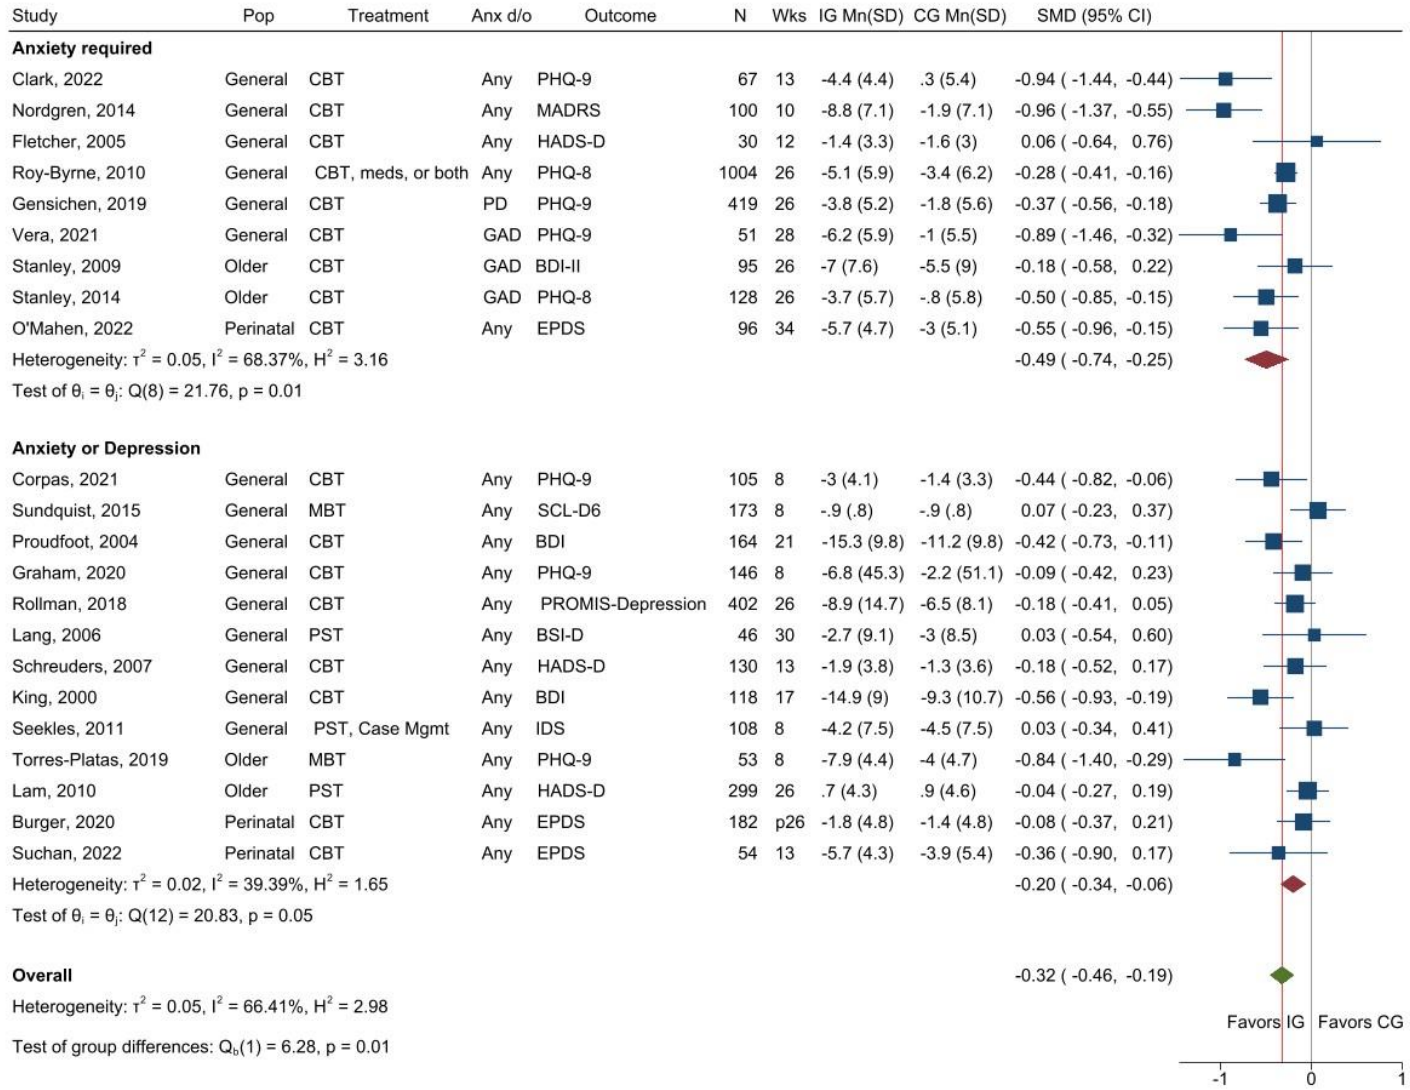 Study Pop Treatment Anx d/o Outcome N Wks IG Mn(SD) CG Mn(SD) SMD (95% CI)
Anxiety required
Clark, 2022 General CBT Any PHQ-9 67 13 -4.4 (4.4) .3 (5.4) -0.94 ( -1.44, -0.44)
Nordgren, 2014 General CBT Any MADRS 100 10 -8.8 (7.1) -1.9 (7.1) -0.96 ( -1.37, -0.55)
Fletcher, 2005 General CBT Any HADS-D 30 12 -1.4 (3.3) -1.6 (3) 0.06 ( -0.64, 0.76)
Roy-Byrne, 2010 General CBT, meds, or both Any PHQ-8 1004 26 -5.1 (5.9) -3.4 (6.2) -0.28 ( -0.41, -0.16)
Gensichen, 2019 General CBT PD PHQ-9 419 26 -3.8 (5.2) -1.8 (5.6) -0.37 ( -0.56, -0.18)
Vera, 2021 General CBT GAD PHQ-9 51 28 -6.2 (5.9) -1 (5.5) -0.89 ( -1.46, -0.32)
Stanley, 2009 Older CBT GAD BDI-II 95 26 -7 (7.6) -5.5 (9) -0.18 ( -0.58, 0.22)
Stanley, 2014 Older CBT GAD PHQ-8 128 26 -3.7 (5.7) -.8 (5.8) -0.50 ( -0.85, -0.15)
O'Mahen, 2022 Perinatal CBT Any EPDS 96 34 -5.7 (4.7) -3 (5.1) -0.55 ( -0.96, -0.15)
Heterogeneity: τ² = 0.05, I² = 68.37%, H² = 3.16 -0.49 ( -0.74, -0.25)
Test of θᵢ = θⱼ: Q(8) = 21.76, p = 0.01
Anxiety or Depression
Corpas, 2021 General CBT Any PHQ-9 105 8 -3 (4.1) -1.4 (3.3) -0.44 ( -0.82, -0.06)
Sundquist, 2015 General MBT Any SCL-D6 173 8 -.9 (.8) -.9 (.8) 0.07 ( -0.23, 0.37)
Proudfoot, 2004 General CBT Any BDI 164 21 -15.3 (9.8) -11.2 (9.8) -0.42 ( -0.73, -0.11)
Graham, 2020 General CBT Any PHQ-9 146 8 -6.8 (45.3) -2.2 (51.1) -0.09 ( -0.42, 0.23)
Rollman, 2018 General CBT Any PROMIS-Depression 402 26 -8.9 (14.7) -6.5 (8.1) -0.18 ( -0.41, 0.05)
Lang, 2006 General PST Any BSI-D 46 30 -2.7 (9.1) -3 (8.5) 0.03 ( -0.54, 0.60)
Schreuders, 2007 General CBT Any HADS-D 130 13 -1.9 (3.8) -1.3 (3.6) -0.18 ( -0.52, 0.17)
King, 2000 General CBT Any BDI 118 17 -14.9 (9) -9.3 (10.7) -0.56 ( -0.93, -0.19)
Seekles, 2011 General PST, Case Mgmt Any IDS 108 8 -4.2 (7.5) -4.5 (7.5) 0.03 ( -0.34, 0.41)
Torres-Platas, 2019 Older MBT Any PHQ-9 53 8 -7.9 (4.4) -4 (4.7) -0.84 ( -1.40, -0.29)
Lam, 2010 Older PST Any HADS-D 299 26 .7 (4.3) .9 (4.6) -0.04 ( -0.27, 0.19)
Burger, 2020 Perinatal CBT Any EPDS 182 p26 -1.8 (4.8) -1.4 (4.8) -0.08 ( -0.37, 0.21)
Suchan, 2022 Perinatal CBT Any EPDS 54 13 -5.7 (4.3) -3.9 (5.4) -0.36 ( -0.90, 0.17)
Heterogeneity: τ² = 0.02, I² = 39.39%, H² = 1.65 -0.20 ( -0.34, -0.06)
Test of θᵢ = θⱼ: Q(12) = 20.83, p = 0.05
Overall -0.32 ( -0.46, -0.19)
Heterogeneity: τ² = 0.05, I² = 66.41%, H² = 2.98
Favors IG Favors CG
Test of group differences: Q_b(1) = 6.28, p = 0.01
-1 0 1